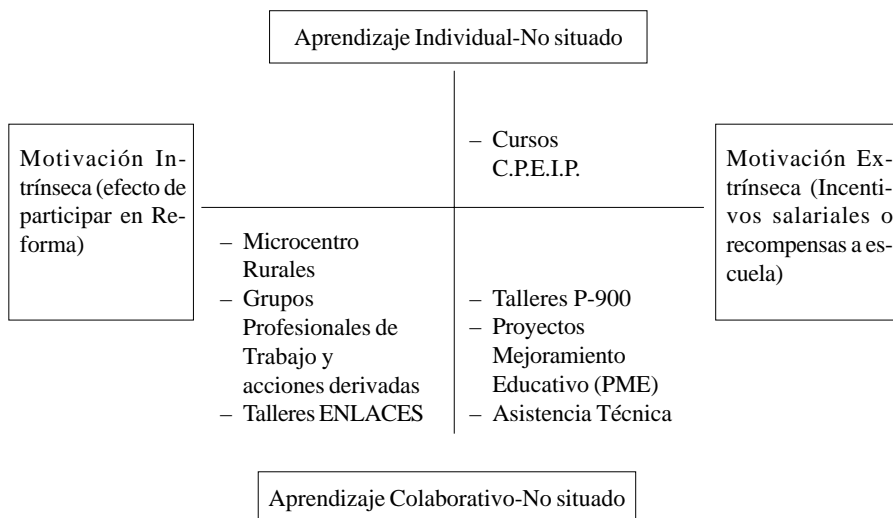 Aprendizaje Individual-No situado
– Cursos
C.P.E.I.P.
Motivación In-
trínseca (efecto de
participar en Re-
forma)
Motivación Ex-
trínseca (Incenti-
vos salariales o
recompensas a es-
cuela)
– Microcentro
Rurales
– Grupos
Profesionales de
Trabajo y
acciones derivadas
– Talleres ENLACES
– Talleres P-900
– Proyectos
Mejoramiento
Educativo (PME)
– Asistencia Técnica
Aprendizaje Colaborativo-No situado